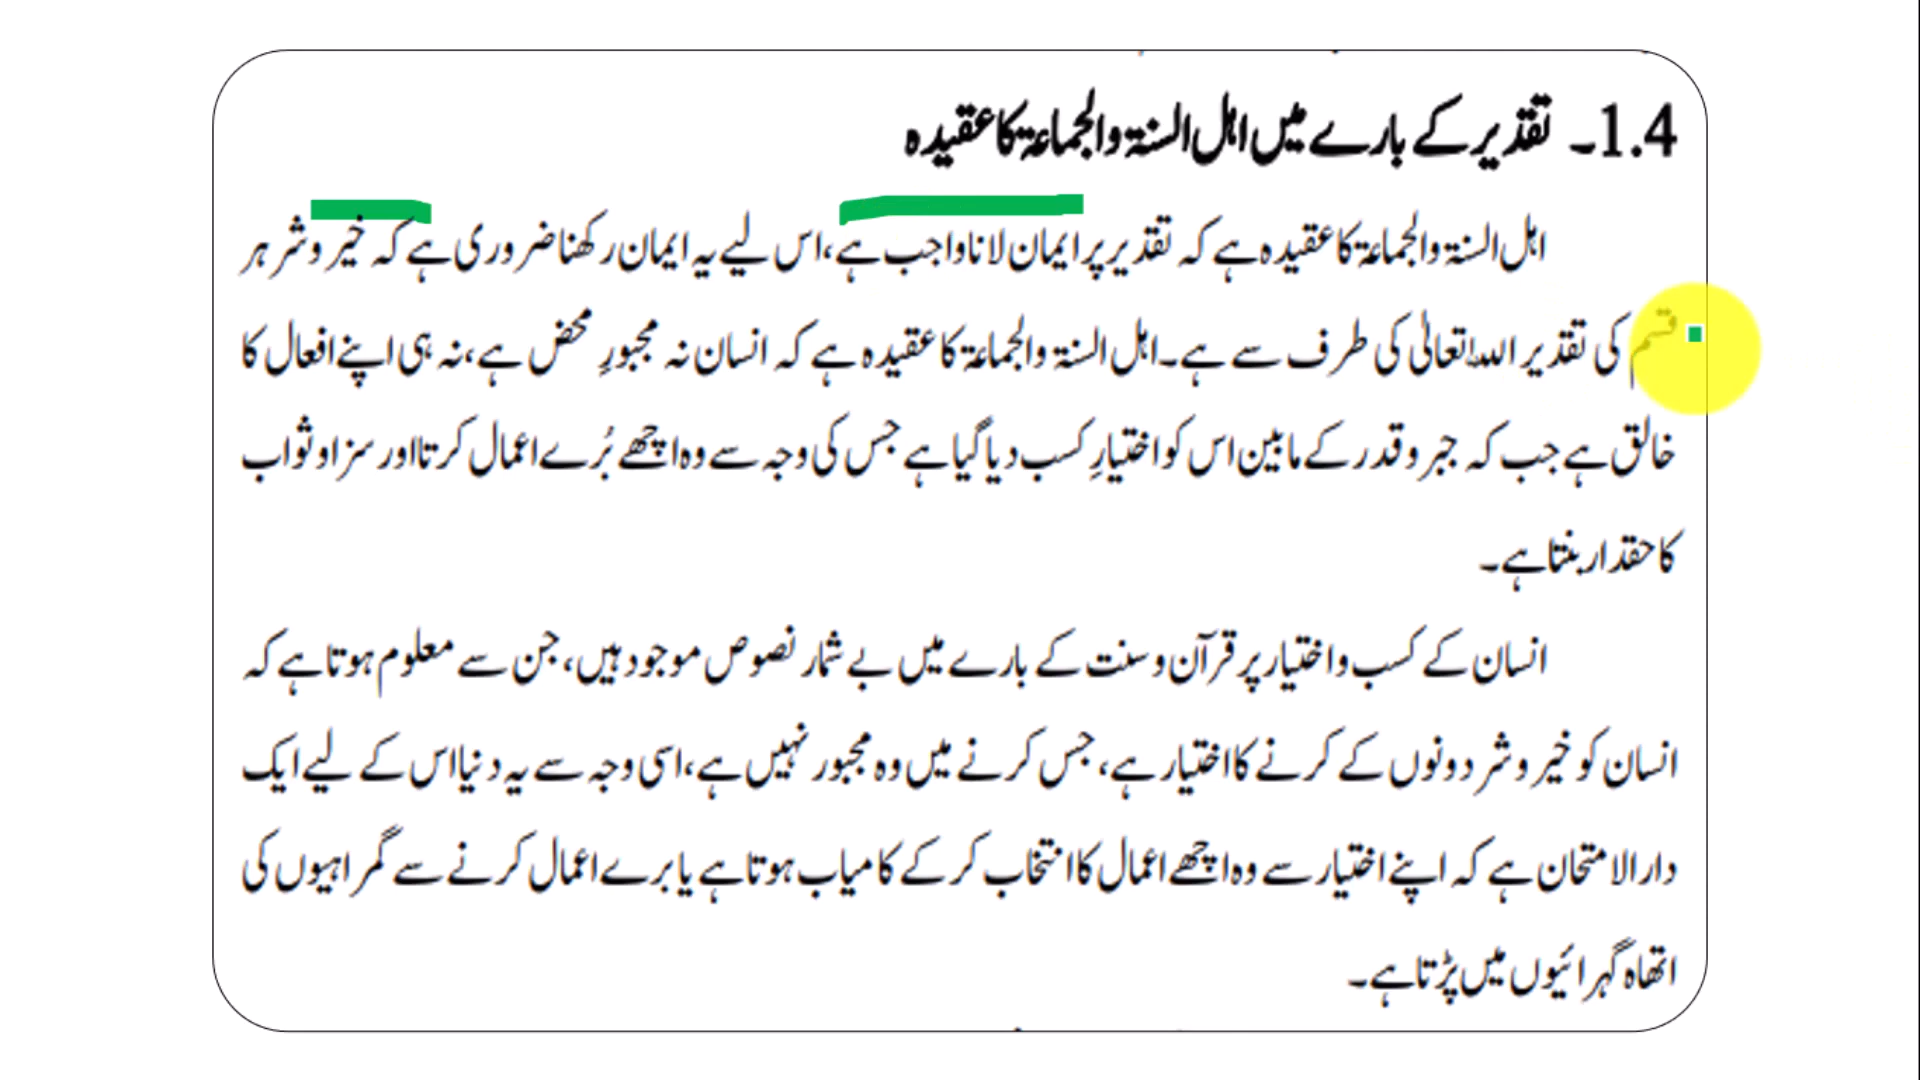 1.4۔ تقدیر کے بارے میں اہل السنۃ والجماعۃ کا عقیدہ
اہل السنۃ والجماعۃ کا عقیدہ ہے کہ تقدیر پر ایمان لانا واجب ہے، اس لیے یہ ایمان رکھنا ضروری ہے کہ خیر و شر ہر
قسم کی تقدیر اللہ تعالیٰ کی طرف سے ہے۔ اہل السنۃ والجماعۃ کا عقیدہ ہے کہ انسان نہ مجبورِ محض ہے، نہ ہی اپنے افعال کا
خالق ہے جب کہ جبر و قدر کے مابین اس کو اختیارِ کسب دیا گیا ہے جس کی وجہ سے وہ اچھے بُرے اعمال کرتا اور سزا و ثواب
کا حقدار بنتا ہے۔
انسان کے کسب و اختیار پر قرآن و سنت کے بارے میں بے شمار نصوص موجود ہیں، جن سے معلوم ہوتا ہے کہ
انسان کو خیر و شر دونوں کے کرنے کا اختیار ہے، جس کرنے میں وہ مجبور نہیں ہے، اسی وجہ سے یہ دنیا اس کے لیے ایک
دارالامتحان ہے کہ اپنے اختیار سے وہ اچھے اعمال کا انتخاب کر کے کامیاب ہوتا ہے یا برے اعمال کرنے سے گمراہیوں کی
اتھاہ گہرائیوں میں پڑتا ہے۔